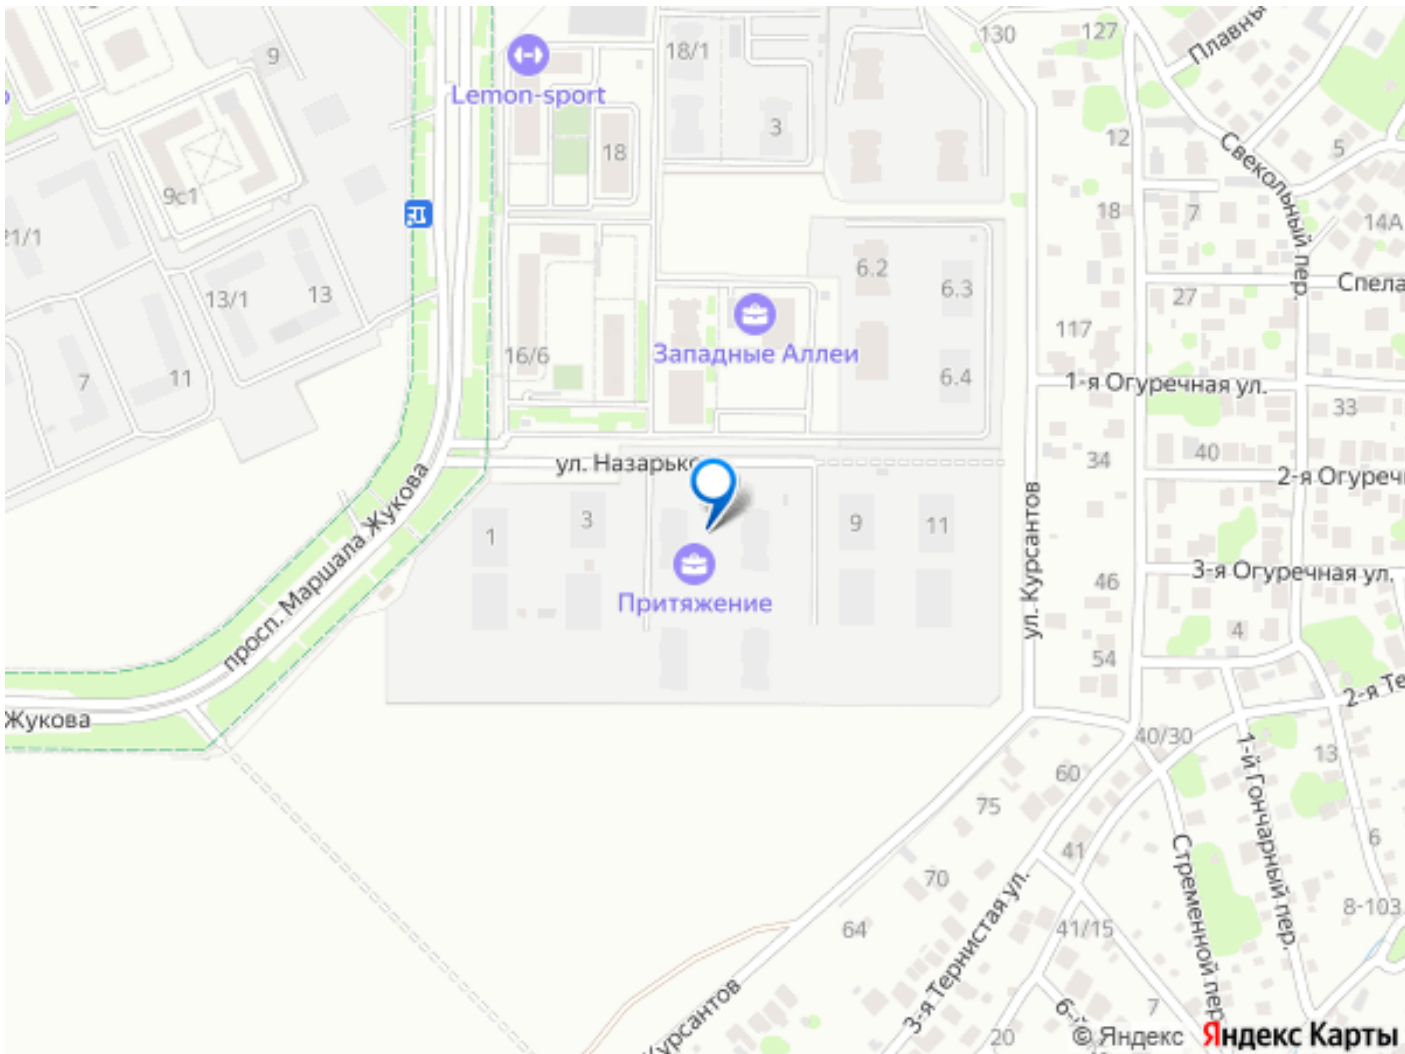 130
127
Плавны
9
18/1
Lemon-sport
3
12
18
5
Свекольный пер.
9с1
18
7
14А
21/1
6.2
6.3
Спела
13/1
13
27
117
Западные Аллеи
16/6
7
11
6.4
1-я Огуречная ул.
33
ул. Назарько
34
40
2-я Огуречн
просп. Маршала Жукова
1
3
9
11
ул. Курсантов
3-я Огуречная ул.
46
Притяжение
4
54
Жукова
2-я Те
40/30
1-й Гончарный пер.
13
60
75
6
41
Стременной пер.
70
3-я Тернистая ул.
8-103
64
41/15
Курсантов
7
6-й
20
© Яндекс
Яндекс Карты